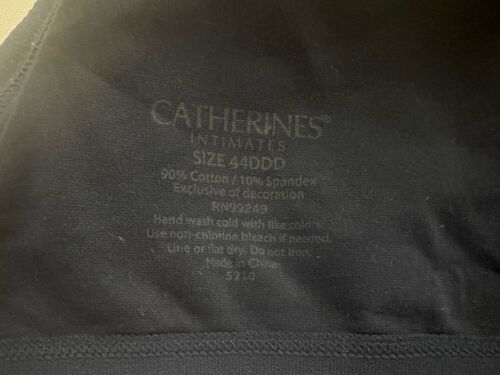 CATHERINES®
INTIMATES
SIZE 44DDD
90% Cotton / 10% Spandex
Exclusive of decoration
RN99249
Hand wash cold with like colors.
Use non-chlorine bleach if needed.
Line or flat dry. Do not iron.
Made in China
5210